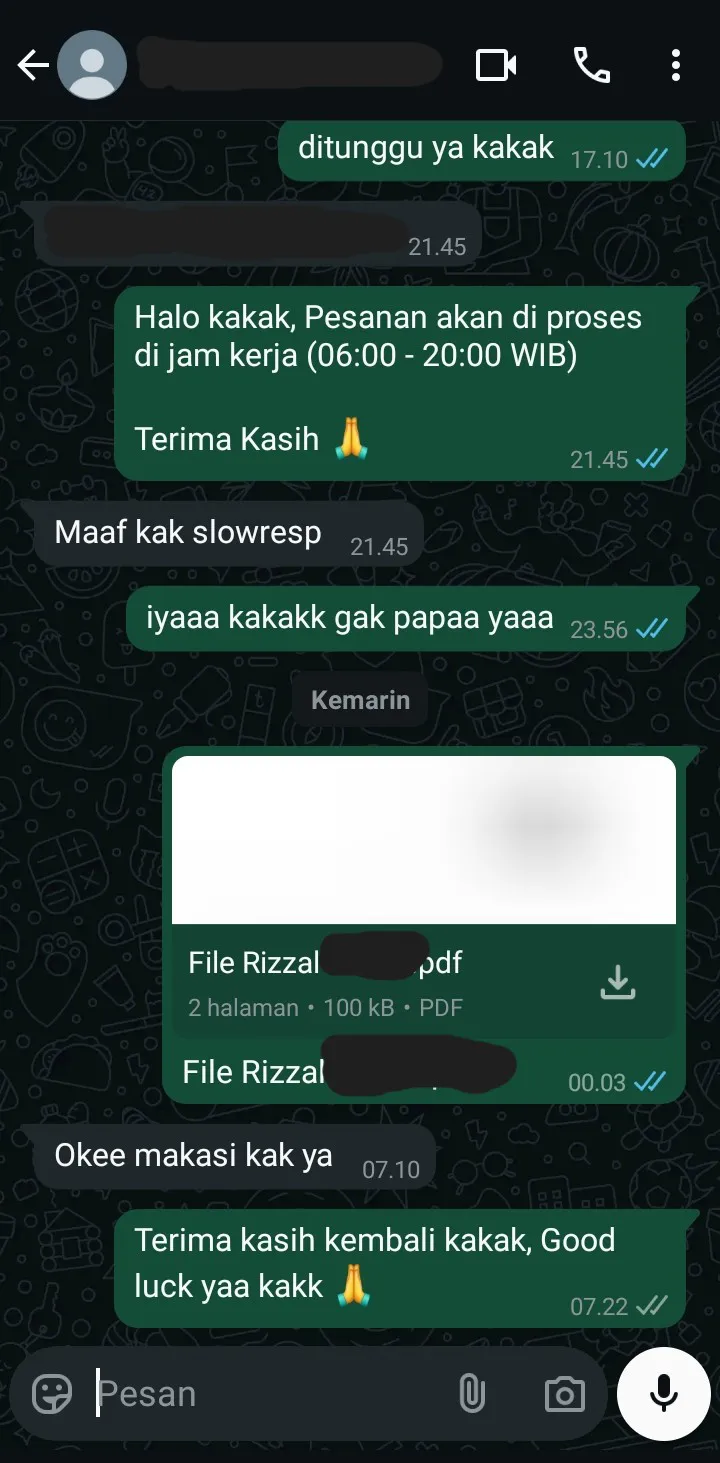 ditunggu ya kakak 17.10
21.45
Halo kakak, Pesanan akan di proses
di jam kerja (06:00 - 20:00 WIB)
Terima Kasih 🙏
21.45
Maaf kak slowresp 21.45
iyaaa kakakk gak papaa yaaa 23.56
Kemarin
File Rizzal pdf
2 halaman • 100 kB • PDF
File Rizzal 00.03
Okee makasi kak ya 07.10
Terima kasih kembali kakak, Good
luck yaa kakk 🙏
07.22
Pesan